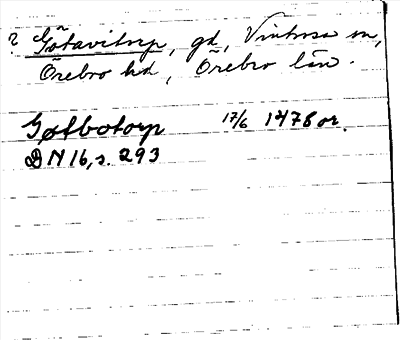 ? Götavitorp, gd, Vintrosa sn,
Örebro hd, Örebro län.
Gøtbotorp 17/6 1478 or.
DN 16, s. 293